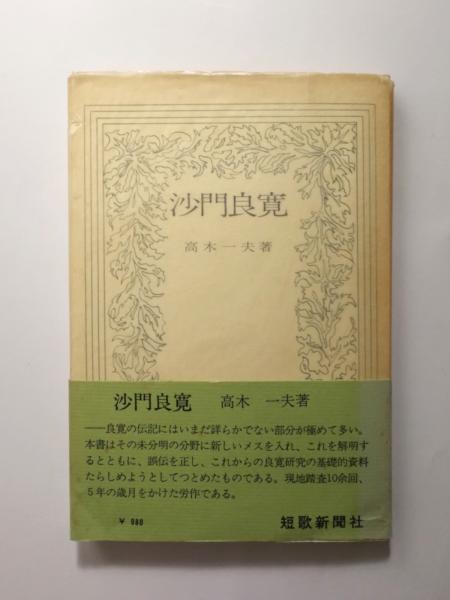 沙門良寛
高木一夫著
沙門良寛 高木 一夫著
――良寛の伝記にはいまだ詳らかでない部分が極めて多い。
本書はその未分明の分野に新しいメスを入れ、これを解明す
るとともに、誤伝を正し、これからの良寛研究の基礎的資料
たらしめようとしてつとめたものである。現地踏査10余回、
5年の歳月をかけた労作である。
￥980 短歌新聞社